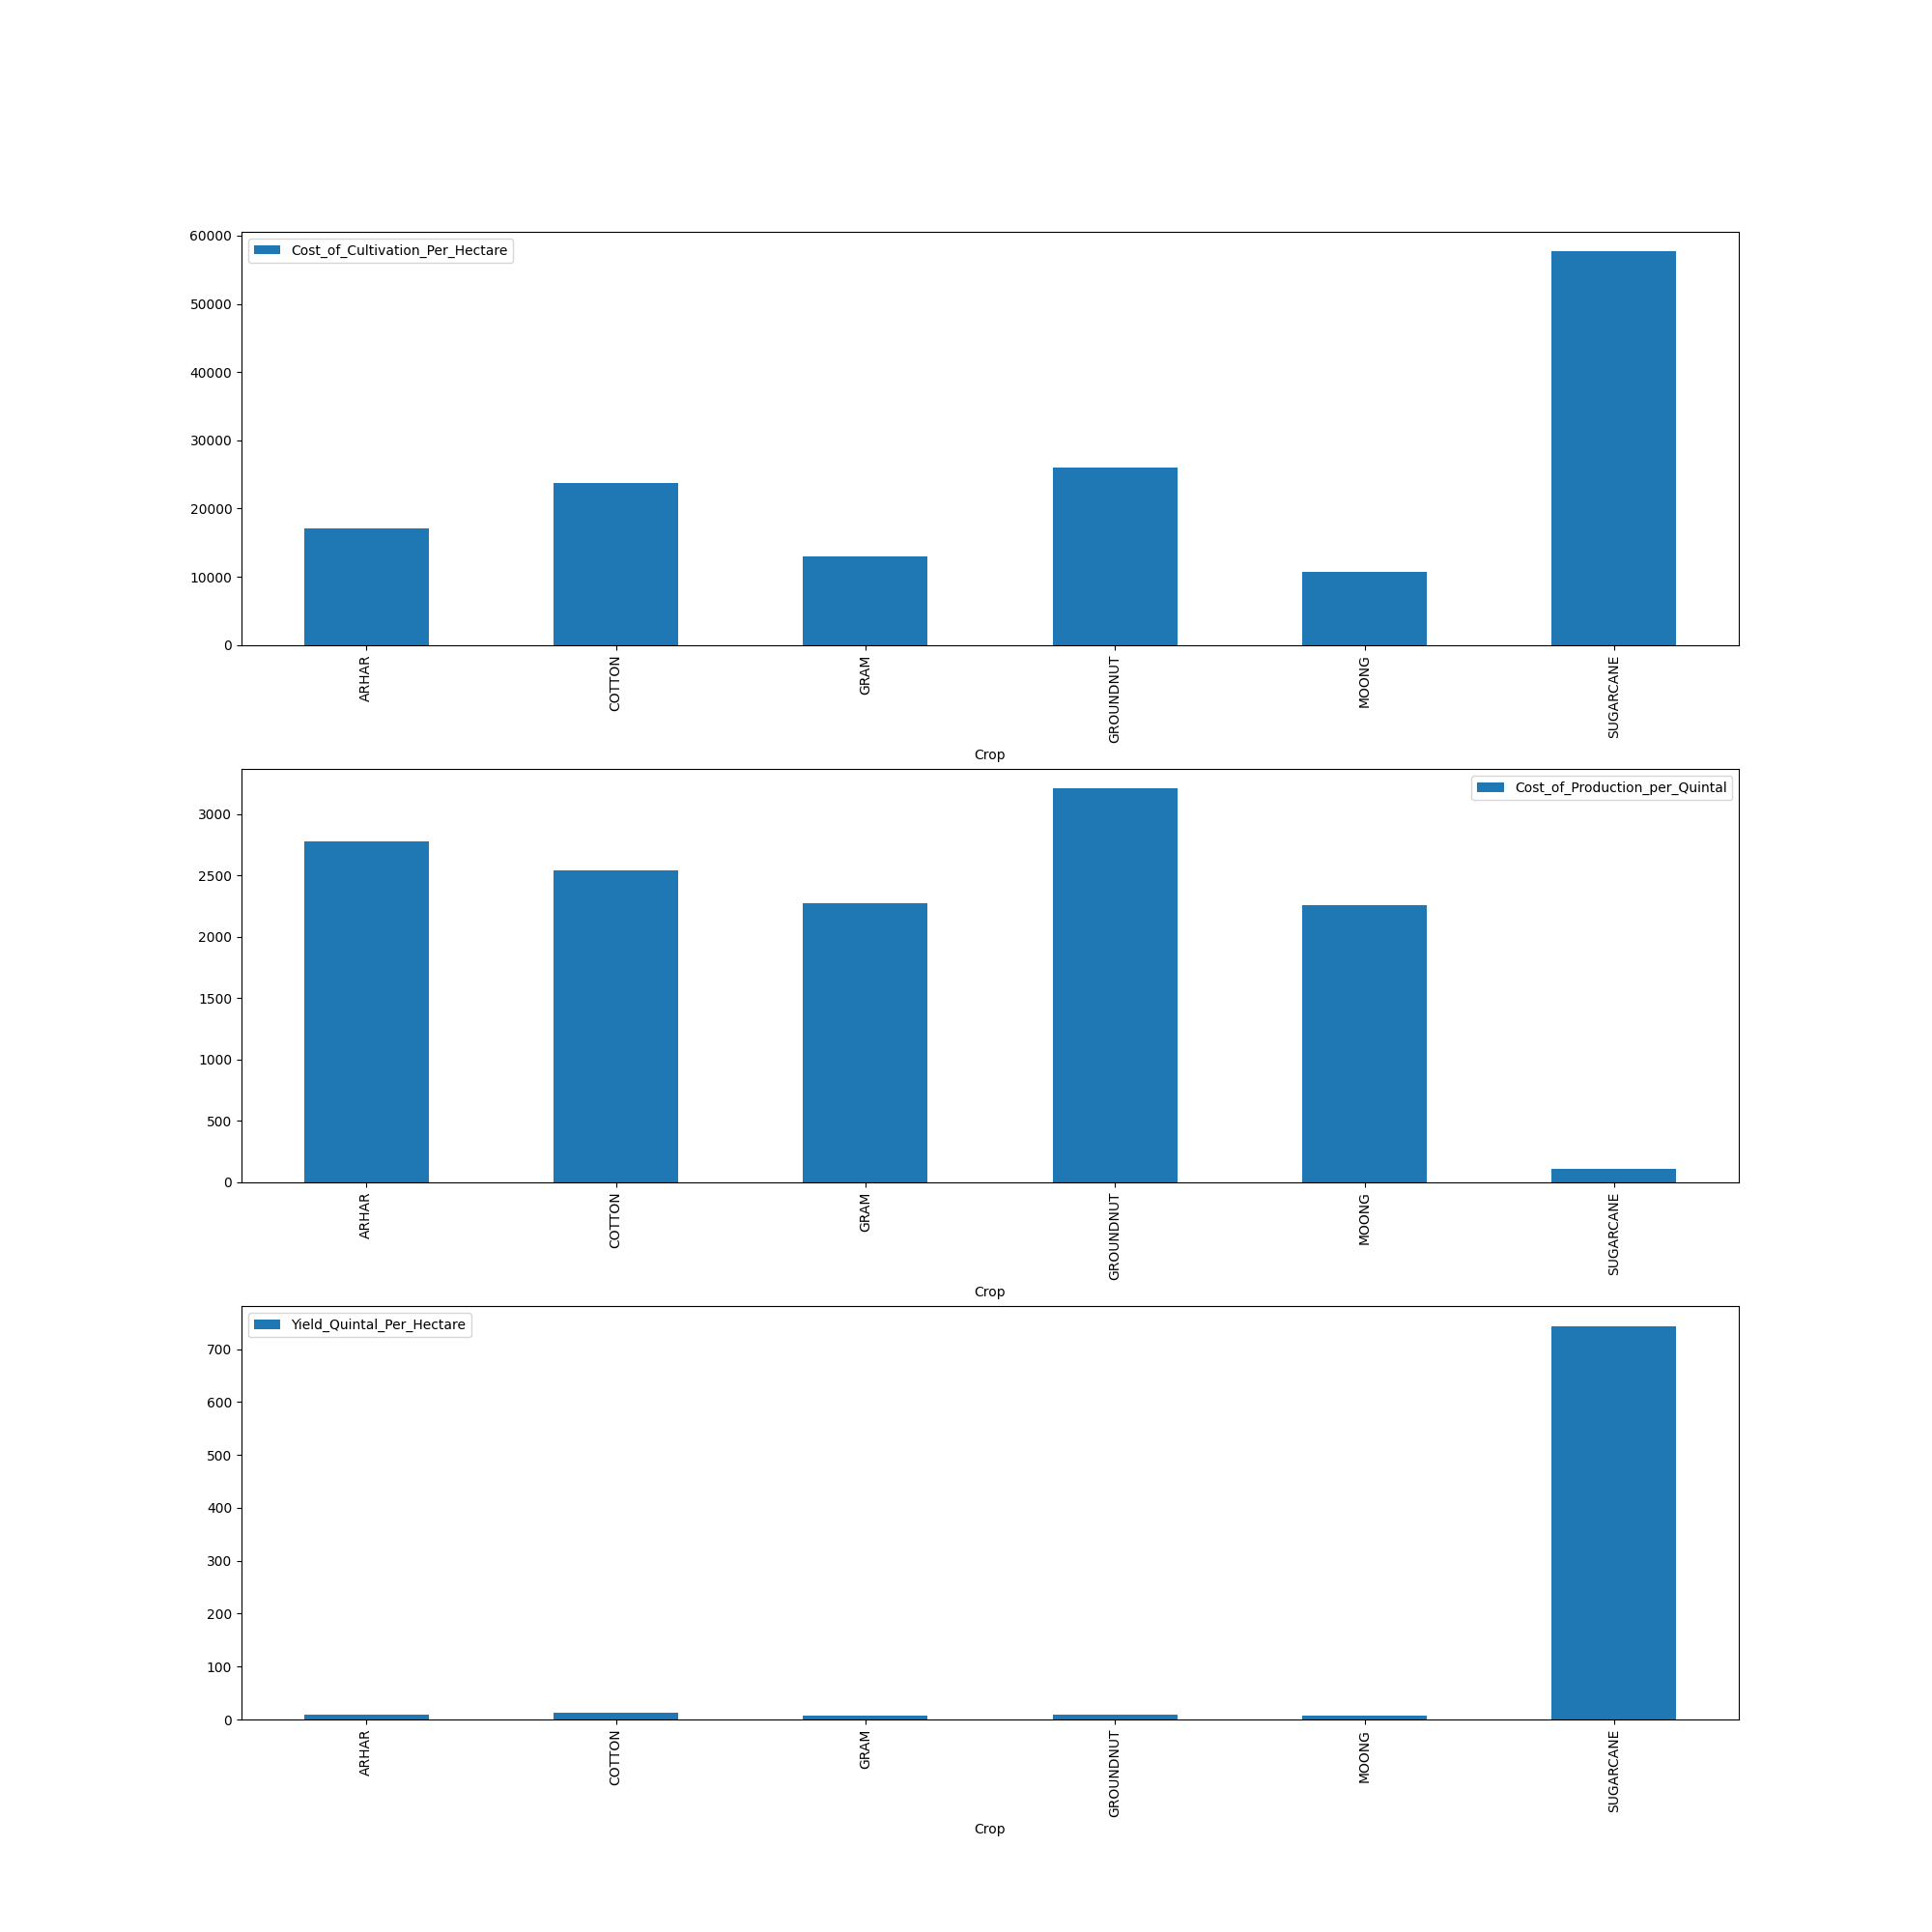 60000
Cost_of_Cultivation_Per_Hectare
50000
40000
30000
20000
10000
0
ARHAR
COTTON
GRAM
GROUNDNUT
MOONG
SUGARCANE
Crop
Cost_of_Production_per_Quintal
3000
2500
2000
1500
1000
500
0
ARHAR
COTTON
GRAM
GROUNDNUT
MOONG
SUGARCANE
Crop
Yield_Quintal_Per_Hectare
700
600
500
400
300
200
100
0
ARHAR
COTTON
GRAM
GROUNDNUT
MOONG
SUGARCANE
Crop